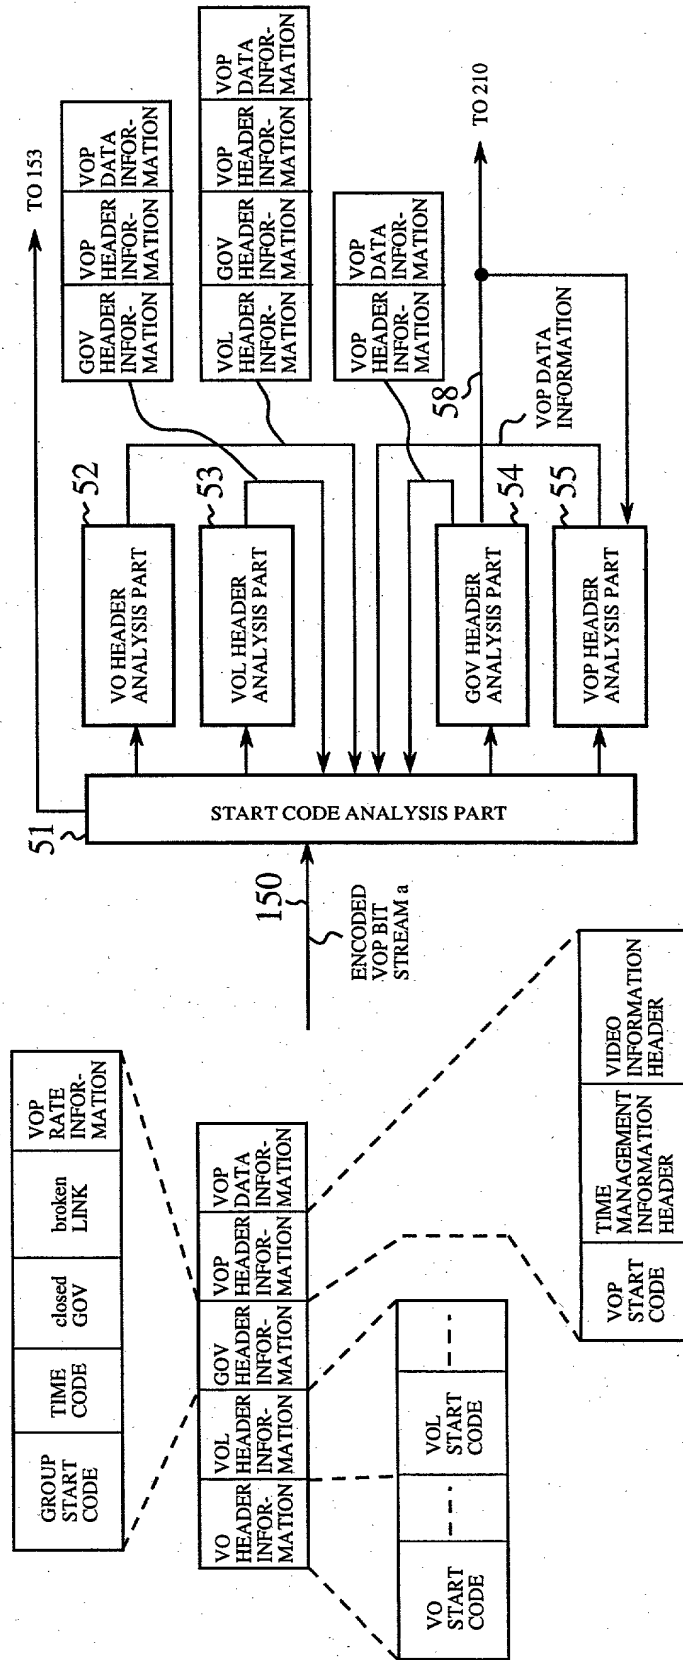 GROUP
START
CODE
TIME
CODE
closed
GOV
broken
LINK
VOP
RATE
INFOR-
MATION
VO
HEADER
INFOR-
MATION
VOL
HEADER
INFOR-
MATION
GOV
HEADER
INFOR-
MATION
VOP
HEADER
INFOR-
MATION
VOP
DATA
INFOR-
MATION
VO
START
CODE
VOL
START
CODE
VOP
START
CODE
TIME
MANAGEMENT
INFORMATION
HEADER
VIDEO
INFORMATION
HEADER
150
ENCODED
VOP BIT
STREAM a
51
START CODE ANALYSIS PART
TO 153
52
VO HEADER
ANALYSIS PART
53
VOL HEADER
ANALYSIS PART
54
GOV HEADER
ANALYSIS PART
55
VOP HEADER
ANALYSIS PART
GOV
HEADER
INFOR-
MATION
VOP
HEADER
INFOR-
MATION
VOP
DATA
INFOR-
MATION
VOL
HEADER
INFOR-
MATION
GOV
HEADER
INFOR-
MATION
VOP
HEADER
INFOR-
MATION
VOP
DATA
INFOR-
MATION
VOP
HEADER
INFOR-
MATION
VOP
DATA
INFOR-
MATION
58
TO 210
VOP DATA
INFORMATION